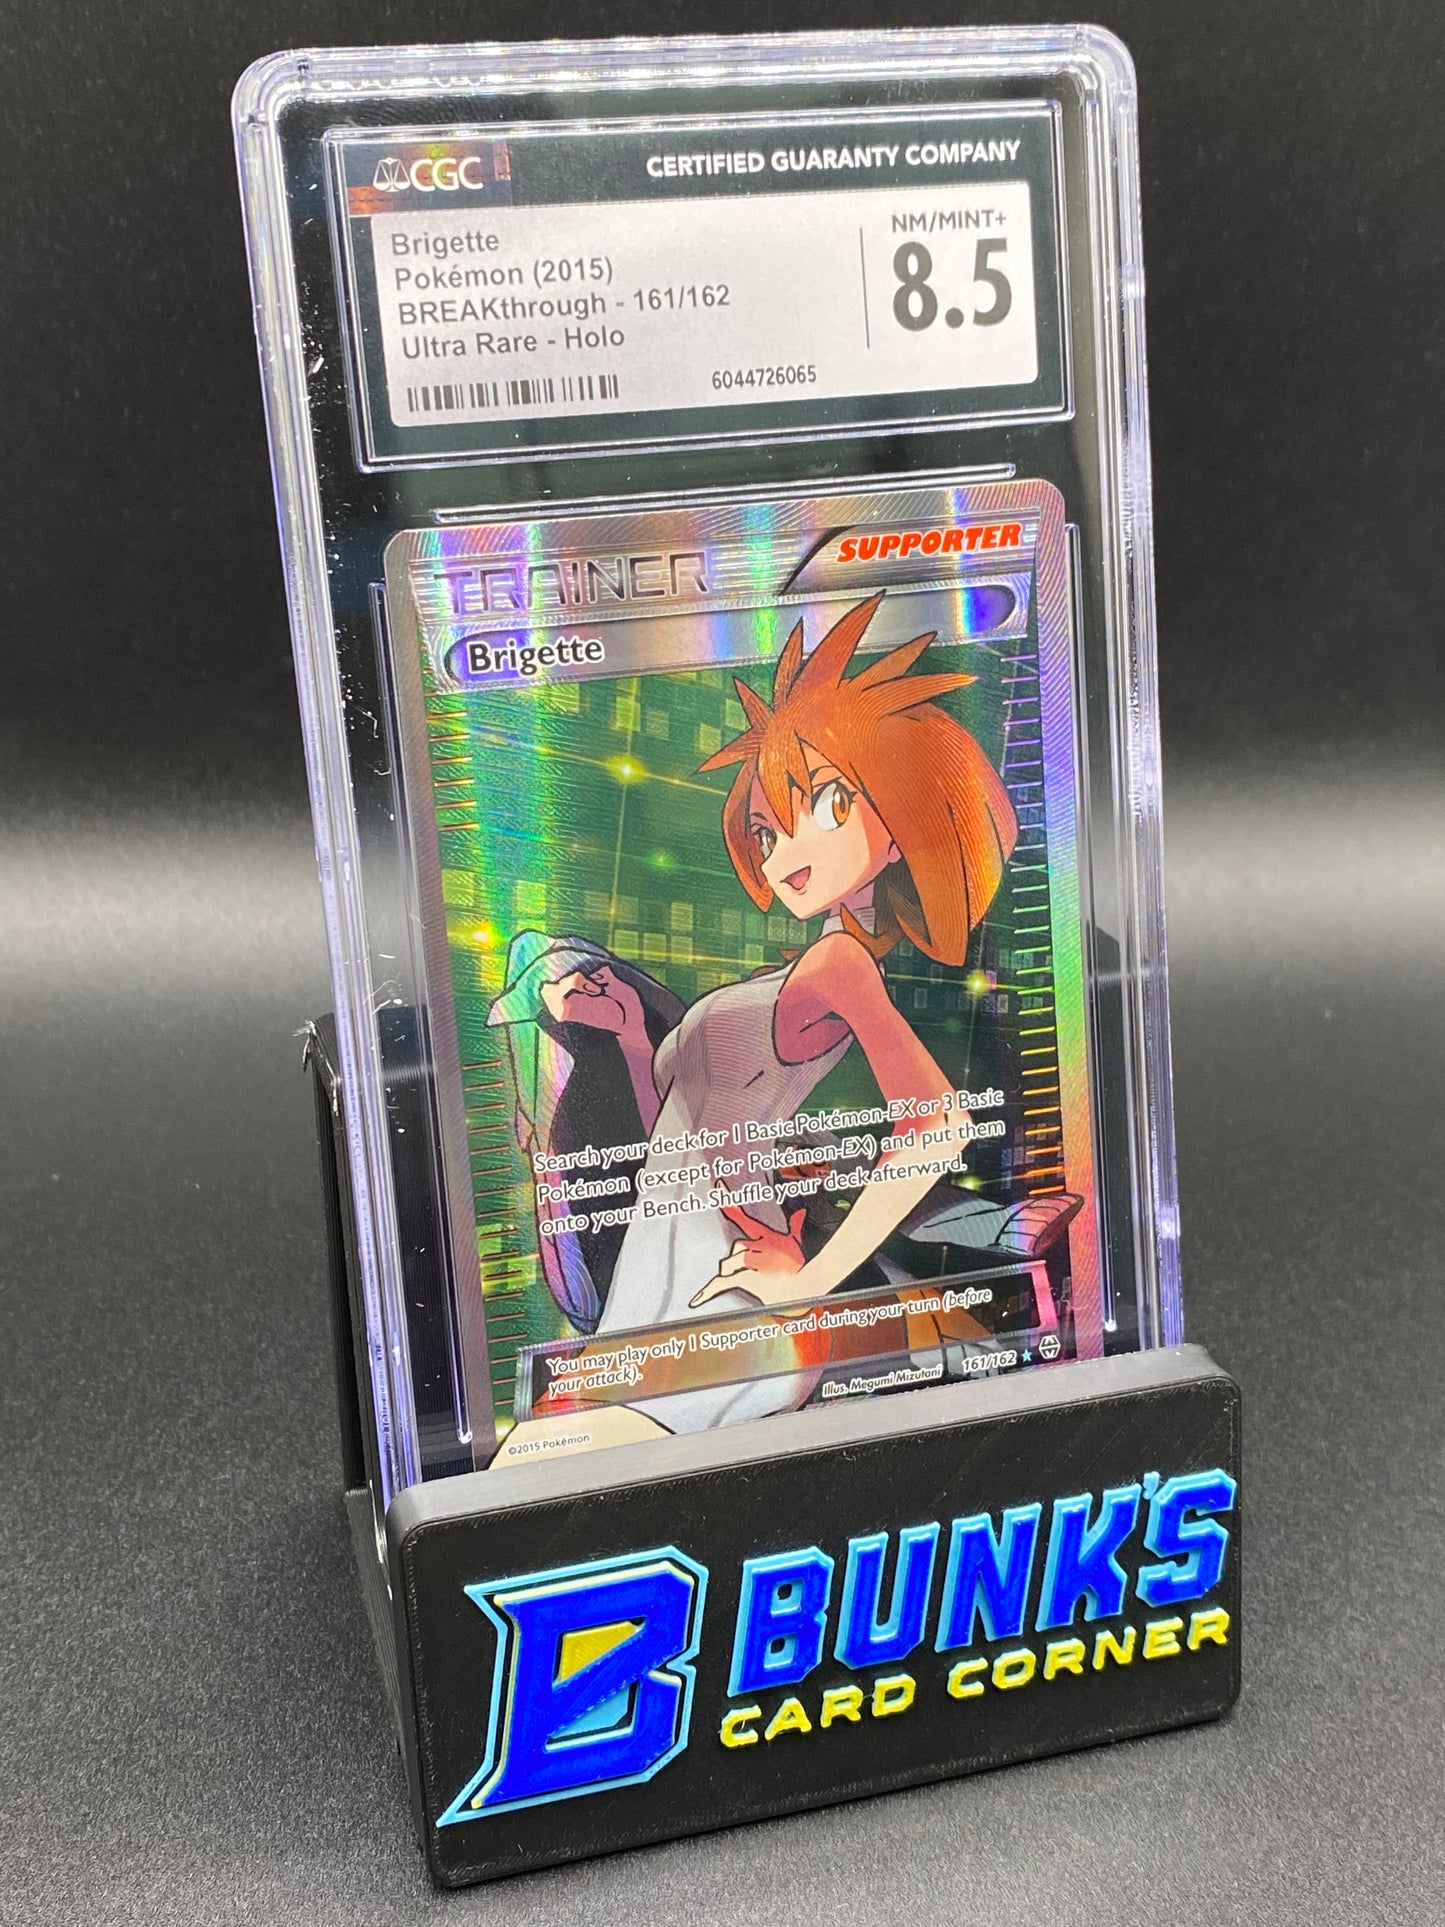 CGC
CERTIFIED GUARANTY COMPANY
Brigette
Pokémon (2015)
BREAKthrough - 161/162
Ultra Rare - Holo
NM/MINT+
8.5
6044726065
TRAINER
SUPPORTER
Brigette
Search your deck for 1 Basic Pokémon-EX or 3 Basic
Pokémon (except for Pokémon-EX) and put them
onto your Bench. Shuffle your deck afterward.
You may play only 1 Supporter card during your turn (before
your attack).
Illus. Megumi Mizutani
161/162
©2015 Pokémon
B
BUNK'S
CARD CORNER